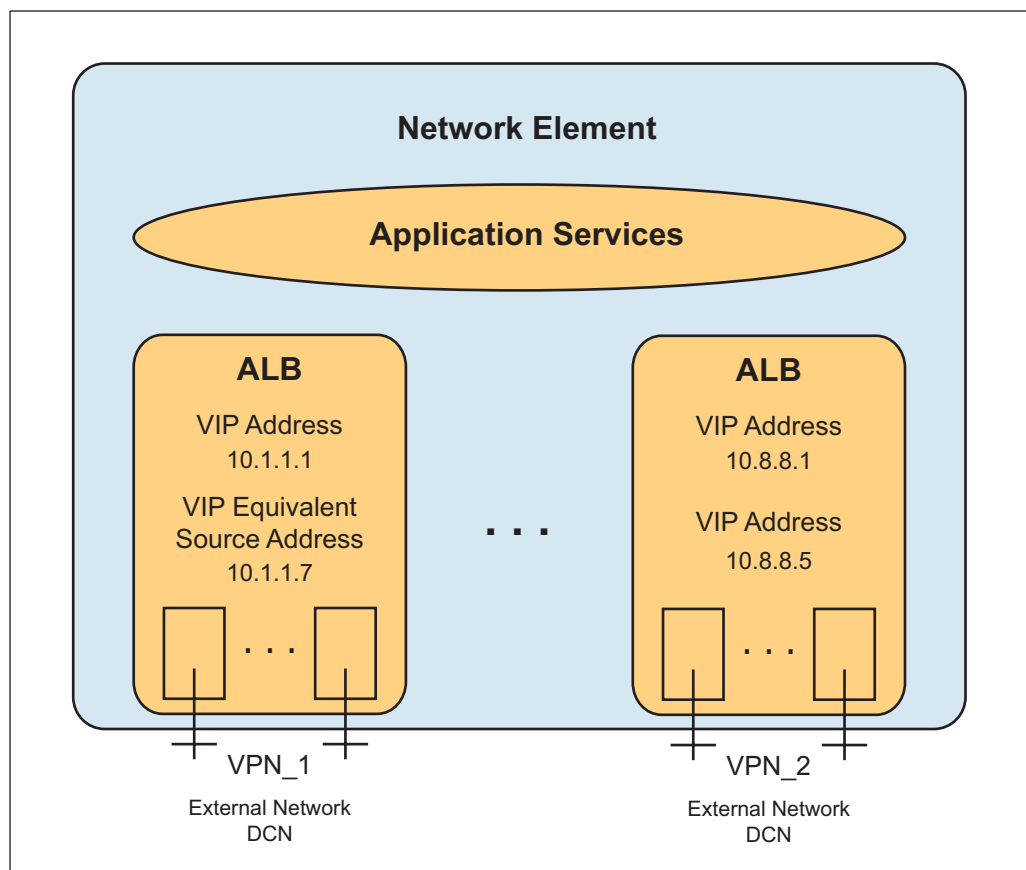 Network Element
Application Services
ALB
VIP Address
10.1.1.1
VIP Equivalent
Source Address
10.1.1.7
. . .
VPN_1
External Network
DCN
. . .
ALB
VIP Address
10.8.8.1
VIP Address
10.8.8.5
. . .
VPN_2
External Network
DCN